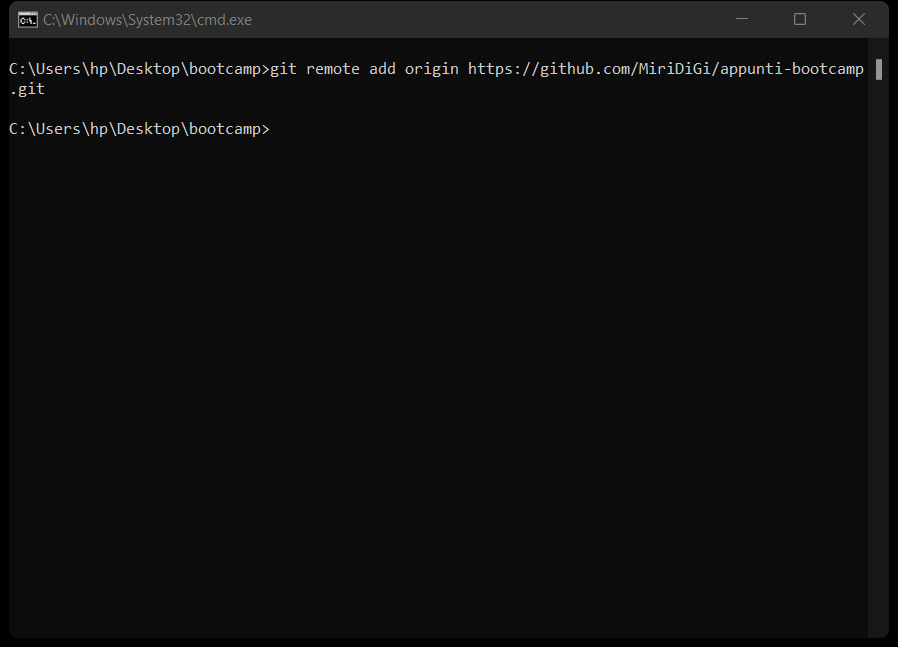 C:\Windows\System32\cmd.exe
C:\Users\hp\Desktop\bootcamp>git remote add origin https://github.com/MiriDiGi/appunti-bootcamp
.git
C:\Users\hp\Desktop\bootcamp>